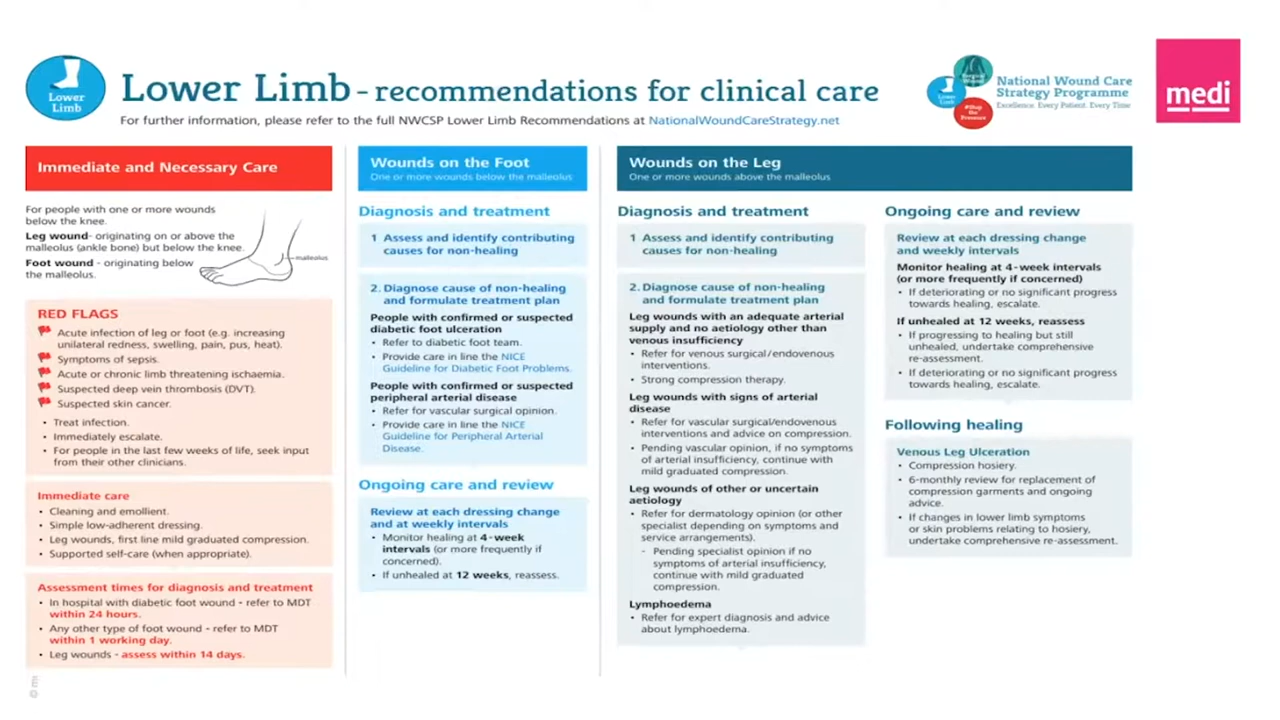 Lower Limb
Lower Limb - recommendations for clinical care
For further information, please refer to the full NWCSP Lower Limb Recommendations at NationalWoundCareStrategy.net
National Wound Care
Strategy Programme
Excellence. Every Patient. Every Time
medi
Immediate and Necessary Care
For people with one or more wounds
below the knee.
Leg wound- originating on or above the
malleolus (ankle bone) but below the knee.
Foot wound - originating below
the malleolus.
malleolus
RED FLAGS
Acute infection of leg or foot (e.g. increasing
unilateral redness, swelling, pain, pus, heat).
Symptoms of sepsis.
Acute or chronic limb threatening ischaemia.
Suspected deep vein thrombosis (DVT).
Suspected skin cancer.
• Treat infection.
• Immediately escalate.
• For people in the last few weeks of life, seek input
from their other clinicians.
Immediate care
• Cleaning and emollient.
• Simple low-adherent dressing.
• Leg wounds, first line mild graduated compression.
• Supported self-care (when appropriate).
Assessment times for diagnosis and treatment
• In hospital with diabetic foot wound - refer to MDT
within 24 hours.
• Any other type of foot wound - refer to MDT
within 1 working day.
• Leg wounds - assess within 14 days.
Wounds on the Foot
One or more wounds below the malleolus
Diagnosis and treatment
1 Assess and identify contributing
causes for non-healing
2. Diagnose cause of non-healing
and formulate treatment plan
People with confirmed or suspected
diabetic foot ulceration
• Refer to diabetic foot team.
• Provide care in line the NICE
Guideline for Diabetic Foot Problems.
People with confirmed or suspected
peripheral arterial disease
• Refer for vascular surgical opinion.
• Provide care in line the NICE
Guideline for Peripheral Arterial
Disease.
Ongoing care and review
Review at each dressing change
and at weekly intervals
• Monitor healing at 4-week
intervals (or more frequently if
concerned).
• If unhealed at 12 weeks, reassess.
Wounds on the Leg
One or more wounds above the malleolus
Diagnosis and treatment
1 Assess and identify contributing
causes for non-healing
2. Diagnose cause of non-healing
and formulate treatment plan
Leg wounds with an adequate arterial
supply and no aetiology other than
venous insufficiency
• Refer for venous surgical/endovenous
interventions.
• Strong compression therapy.
Leg wounds with signs of arterial
disease
• Refer for vascular surgical/endovenous
interventions and advice on compression.
• Pending vascular opinion, if no symptoms
of arterial insufficiency, continue with
mild graduated compression.
Leg wounds of other or uncertain
aetiology
• Refer for dermatology opinion (or other
specialist depending on symptoms and
service arrangements).
- Pending specialist opinion if no
symptoms of arterial insufficiency,
continue with mild graduated
compression.
Lymphoedema
• Refer for expert diagnosis and advice
about lymphoedema.
Ongoing care and review
Review at each dressing change
and weekly intervals
Monitor healing at 4-week intervals
(or more frequently if concerned)
• If deteriorating or no significant progress
towards healing, escalate.
If unhealed at 12 weeks, reassess
• If progressing to healing but still
unhealed, undertake comprehensive
re-assessment.
• If deteriorating or no significant progress
towards healing, escalate.
Following healing
Venous Leg Ulceration
• Compression hosiery.
• 6-monthly review for replacement of
compression garments and ongoing
advice.
• If changes in lower limb symptoms
or skin problems relating to hosiery,
undertake comprehensive re-assessment.